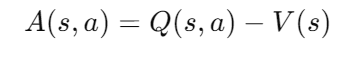 A(s, a) = Q(s, a) − V(s)